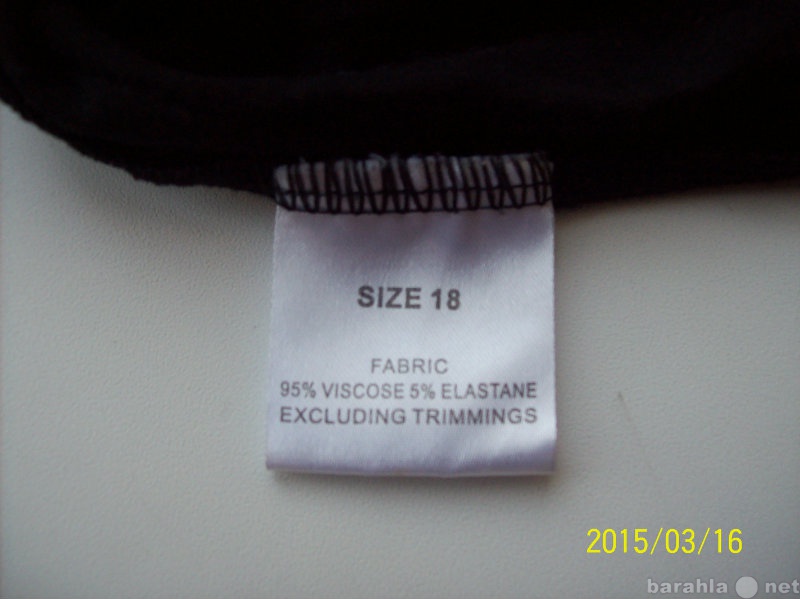 SIZE 18
FABRIC
95% VISCOSE 5% ELASTANE
EXCLUDING TRIMMINGS
2015/03/16
barahla net